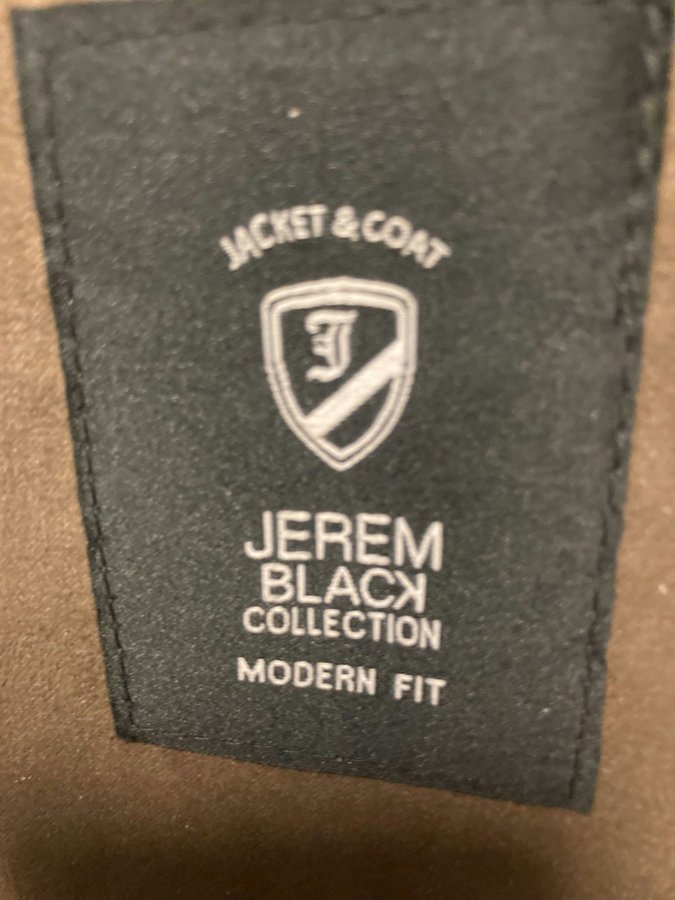 JACKET & COAT
J
JEREM
BLACK
COLLECTION
MODERN FIT